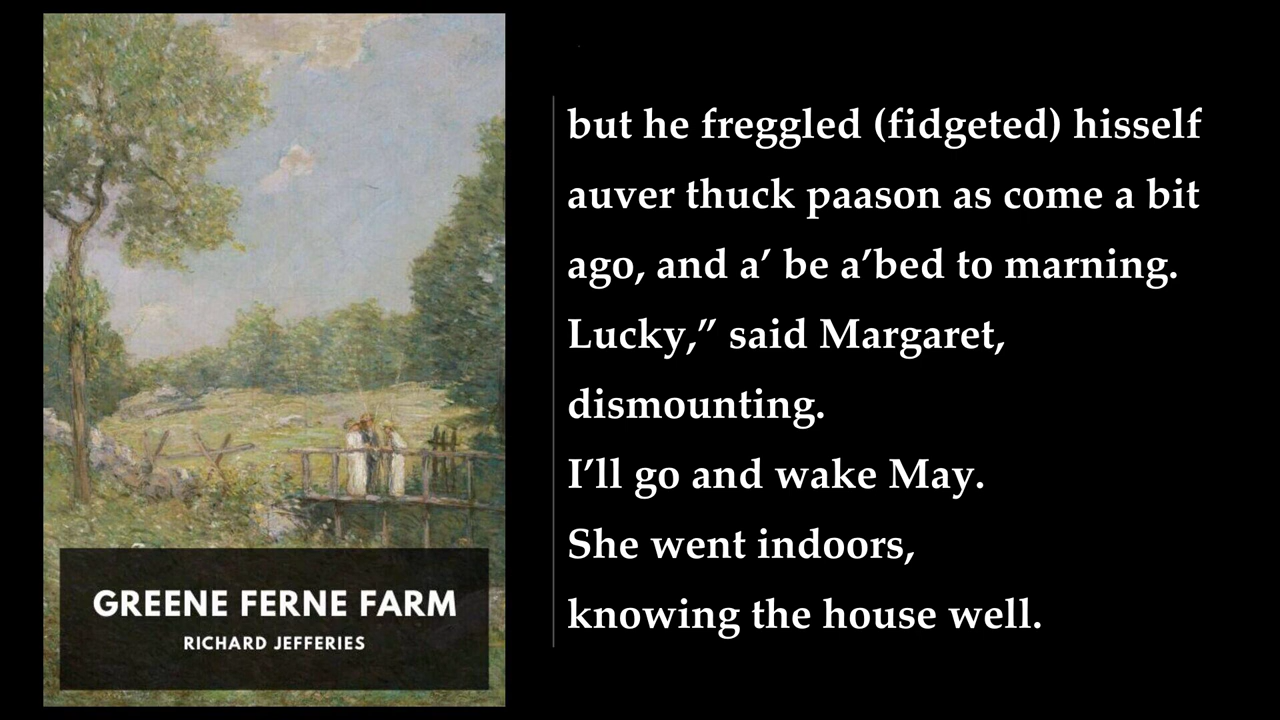 GREENE FERNE FARM
RICHARD JEFFERIES
but he freggled (fidgeted) hisself
auver thuck paason as come a bit
ago, and a’ be a’bed to marning.
Lucky,” said Margaret,
dismounting.
I’ll go and wake May.
She went indoors,
knowing the house well.